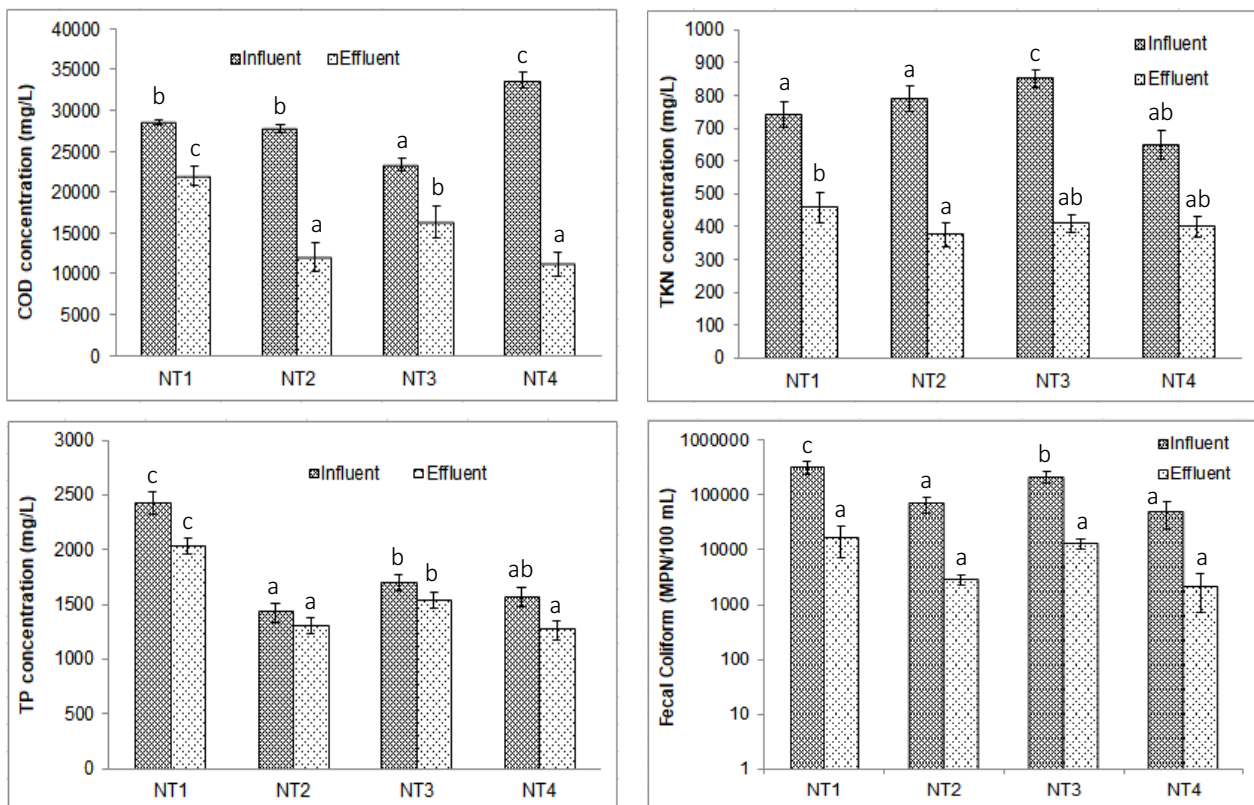 40000
35000
30000
25000
20000
15000
10000
5000
0
COD concentration (mg/L)
Influent Effluent
b c b a a b c a
NT1 NT2 NT3 NT4
1000
900
800
700
600
500
400
300
200
100
0
TKN concentration (mg/L)
Influent
Effluent
a b a a c ab ab ab
NT1 NT2 NT3 NT4
3000
2500
2000
1500
1000
500
0
TP concentration (mg/L)
Influent Effluent
c c a a b b ab a
NT1 NT2 NT3 NT4
1000000
100000
10000
1000
100
10
1
Fecal Coliform (MPN/100 mL)
Influent
Effluent
c a a a b a a a
NT1 NT2 NT3 NT4